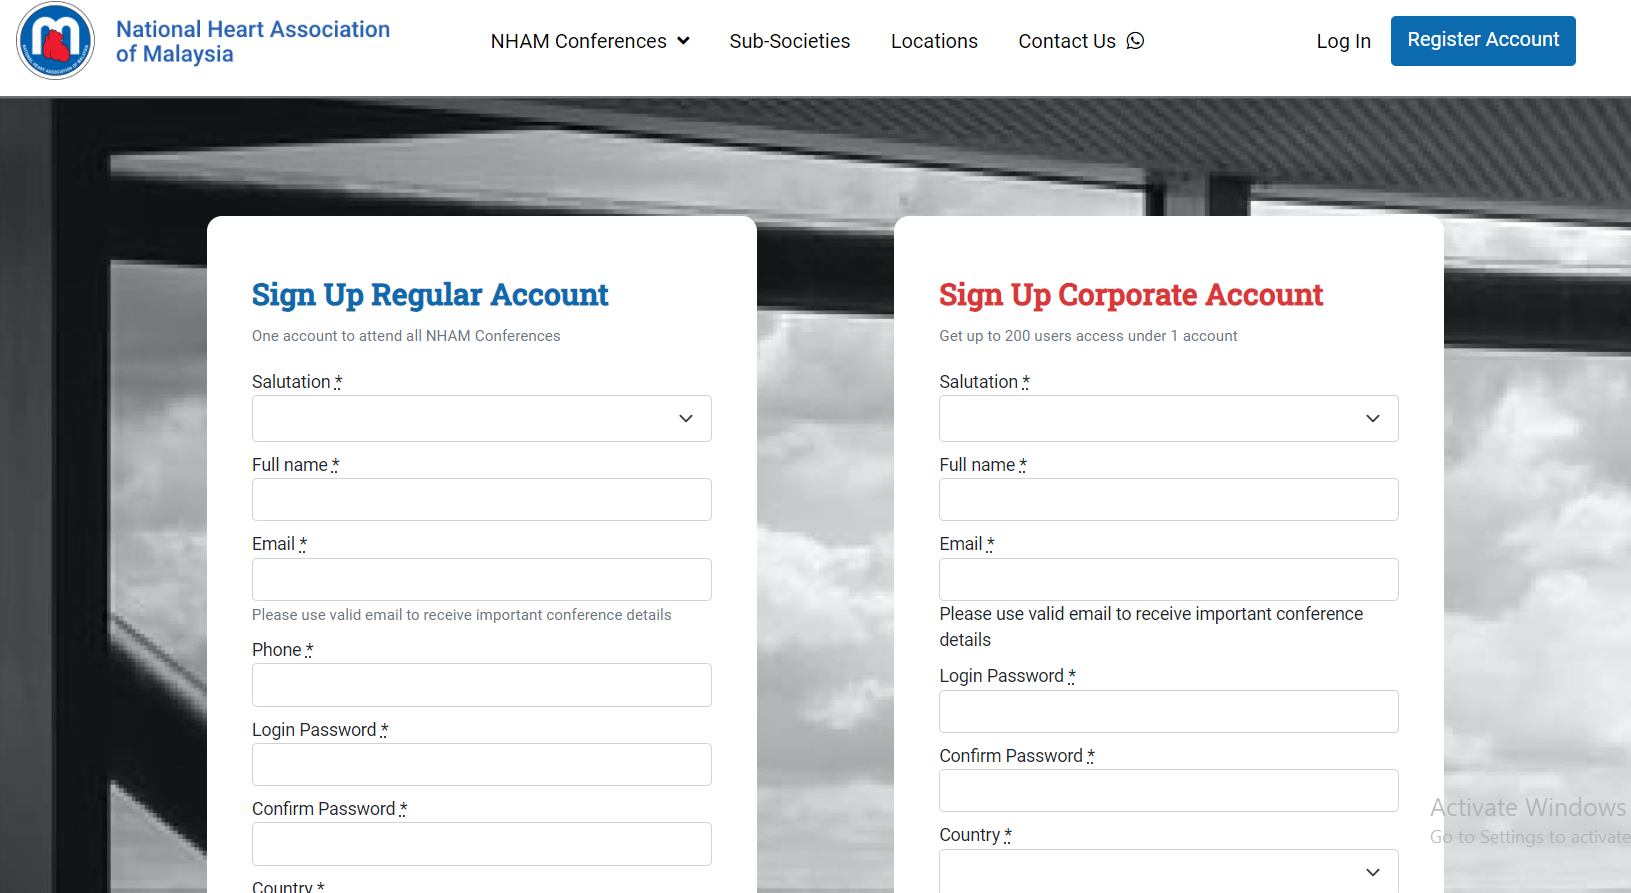 National Heart Association
of Malaysia
NHAM Conferences
Sub-Societies
Locations
Contact Us
Log In
Register Account
Sign Up Regular Account
One account to attend all NHAM Conferences
Salutation *
Full name *
Email *
Please use valid email to receive important conference details
Phone *
Login Password *
Confirm Password *
Country *
Sign Up Corporate Account
Get up to 200 users access under 1 account
Salutation *
Full name *
Email *
Please use valid email to receive important conference
details
Login Password *
Confirm Password *
Country *
Activate Windows
Go to Settings to activate